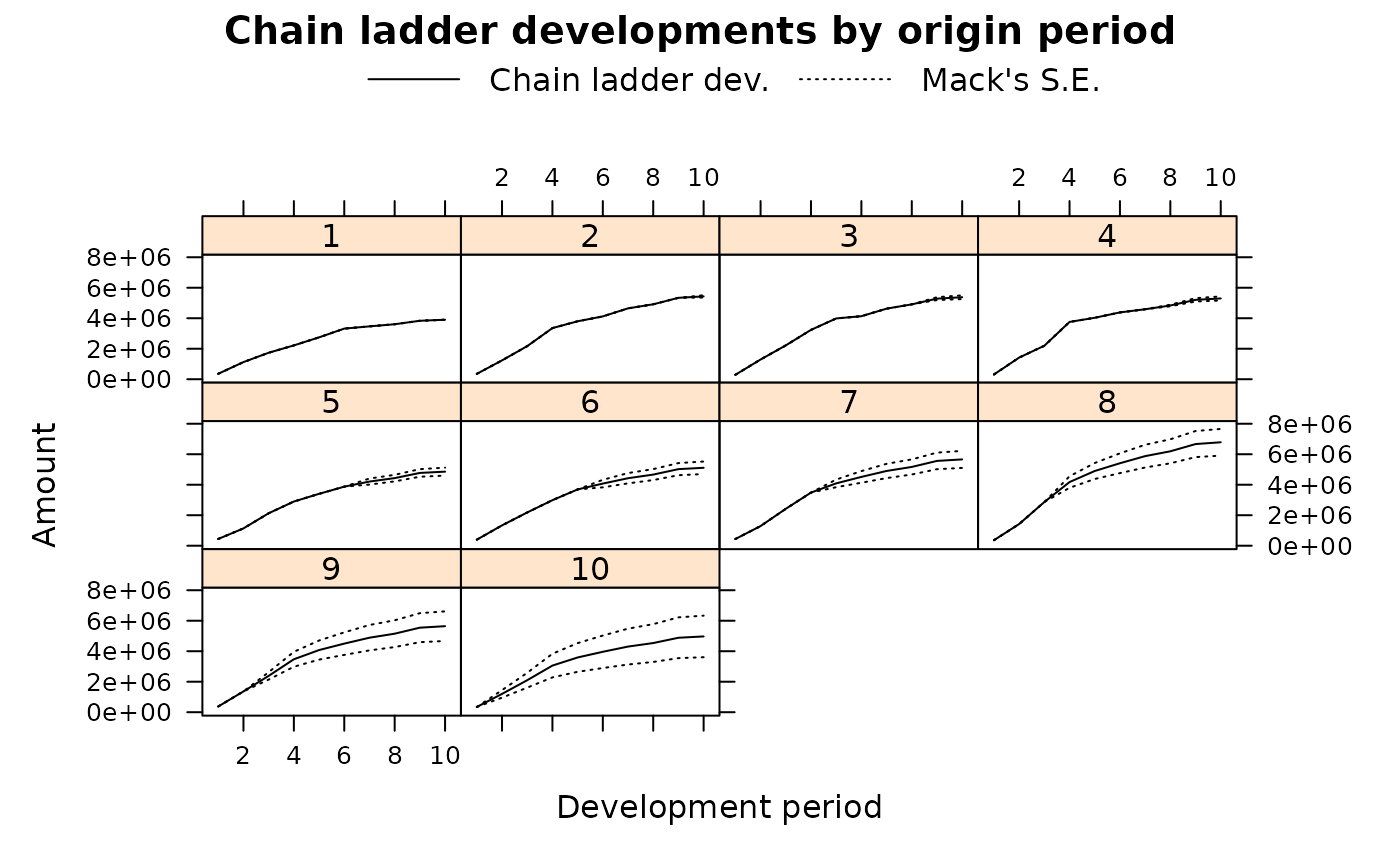 Chain ladder developments by origin period
Chain ladder dev. Mack's S.E.
2 4 6 8 10 2 4 6 8 10
1 2 3 4
8e+06
6e+06
4e+06
2e+06
0e+00
5 6 7 8
8e+06
6e+06
4e+06
2e+06
0e+00
Amount
9 10
8e+06
6e+06
4e+06
2e+06
0e+00
2 4 6 8 10
Development period